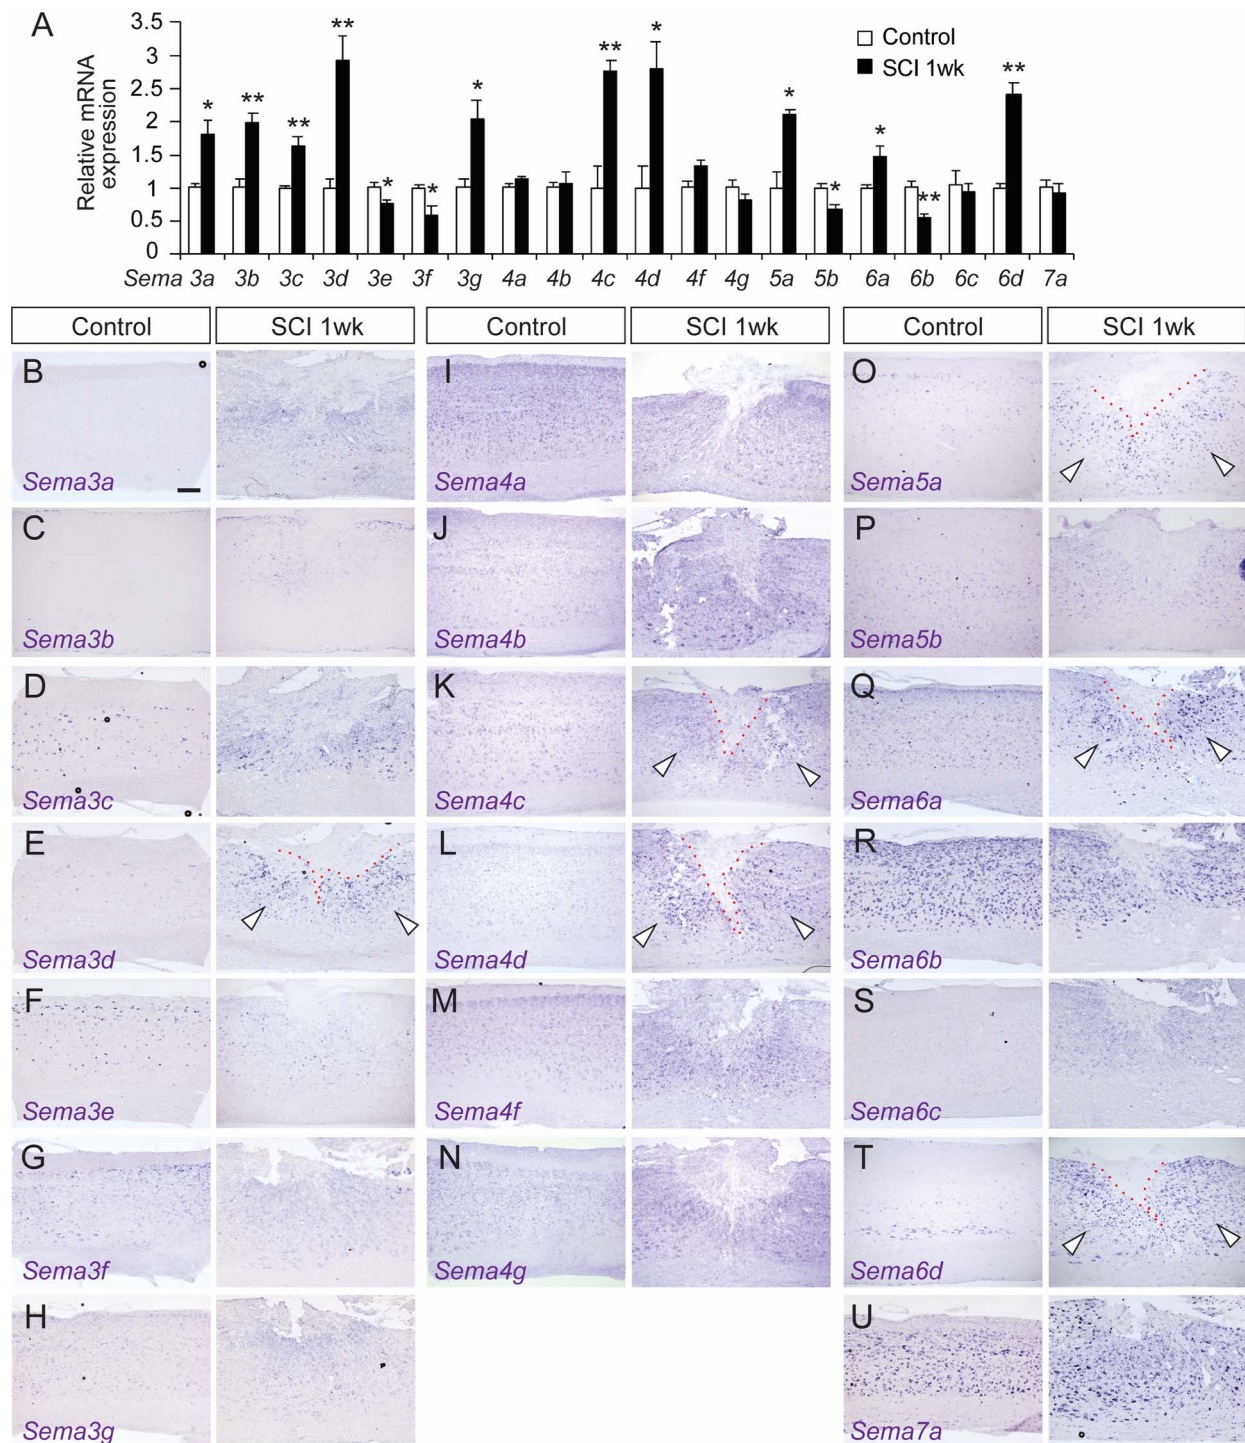 A
3.5
3
2.5
2
1.5
1
0.5
0
Relative mRNA
expression
Control
SCI 1wk
* ** ** ** * * * ** * * * * ** **
Sema 3a 3b 3c 3d 3e 3f 3g 4a 4b 4c 4d 4f 4g 5a 5b 6a 6b 6c 6d 7a
Control SCI 1wk Control SCI 1wk Control SCI 1wk
B I O
Sema3a Sema4a Sema5a
C J P
Sema3b Sema4b Sema5b
D K Q
Sema3c Sema4c Sema6a
E L R
Sema3d Sema4d Sema6b
F M S
Sema3e Sema4f Sema6c
G N T
Sema3f Sema4g Sema6d
H U
Sema3g Sema7a